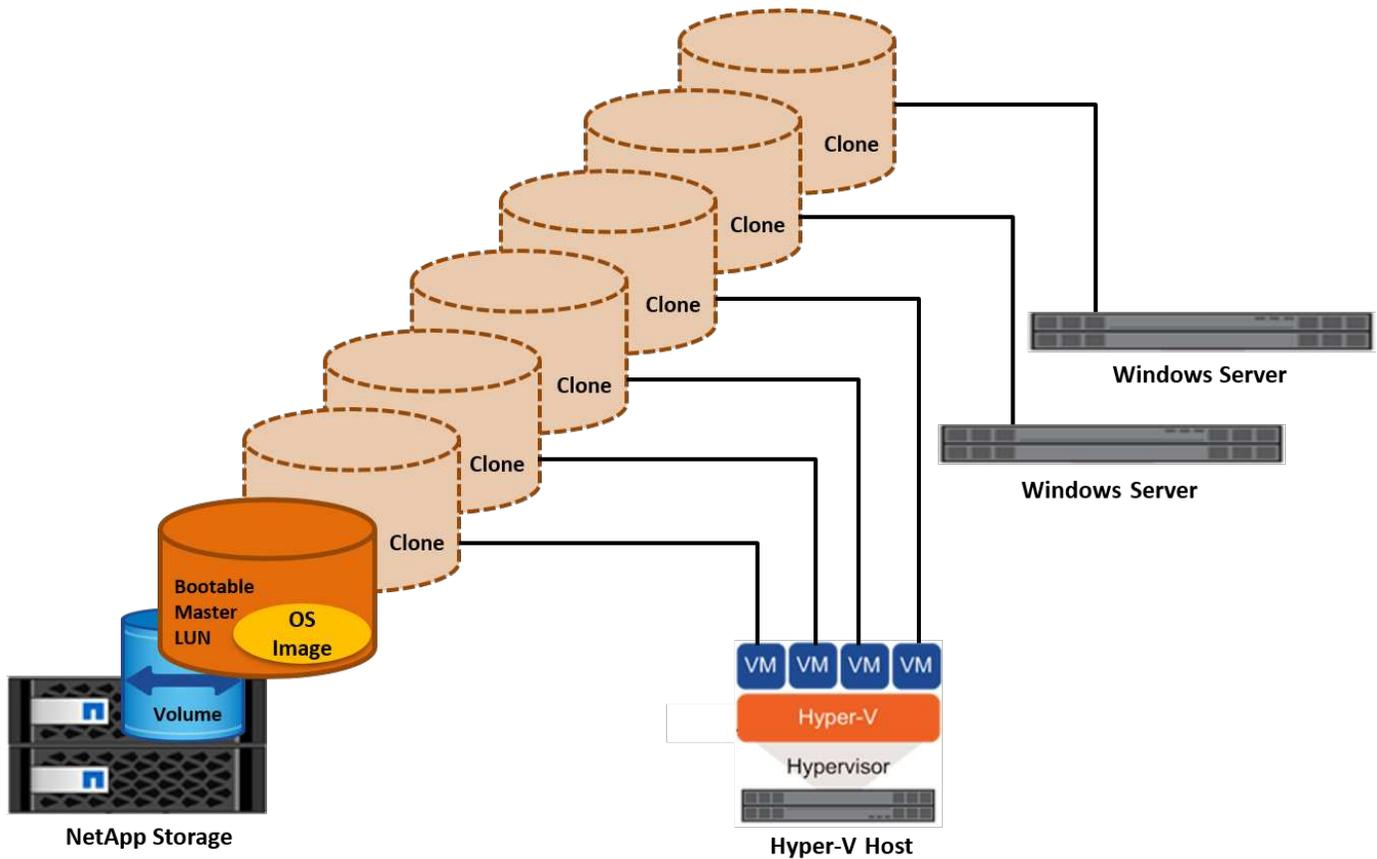 Clone
Clone
Clone
Clone
Clone
Clone
Windows Server
Windows Server
Bootable
Master
LUN
OS
Image
Volume
NetApp Storage
VM VM VM VM
Hyper-V
Hypervisor
Hyper-V Host